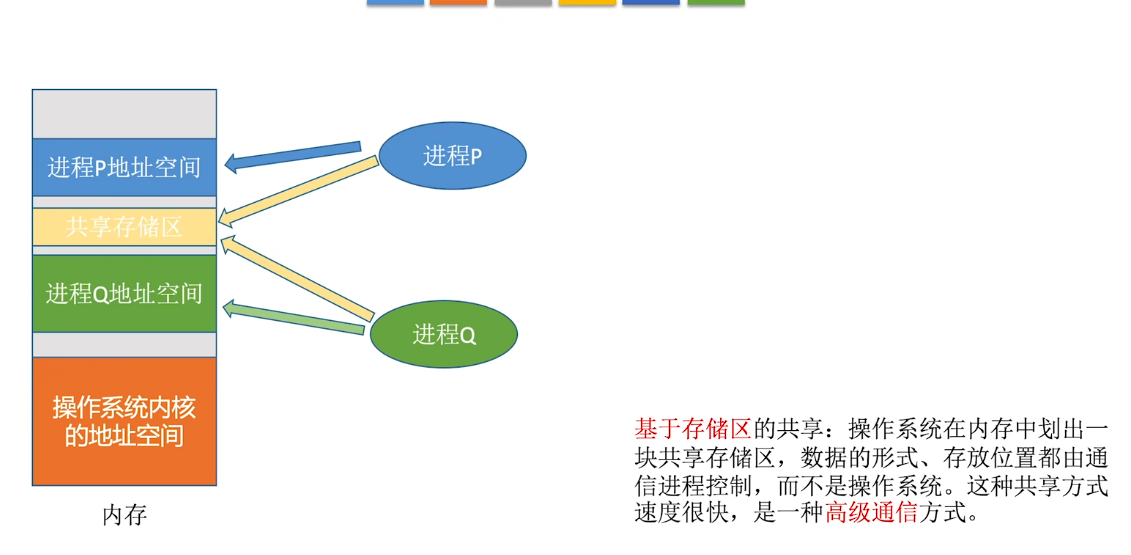 进程P地址空间
进程P
共享存储区
进程Q地址空间
进程Q
操作系统内核
的地址空间
内存
基于存储区的共享：操作系统在内存中划出一
块共享存储区，数据的形式、存放位置都由通
信进程控制，而不是操作系统。这种共享方式
速度很快，是一种高级通信方式。